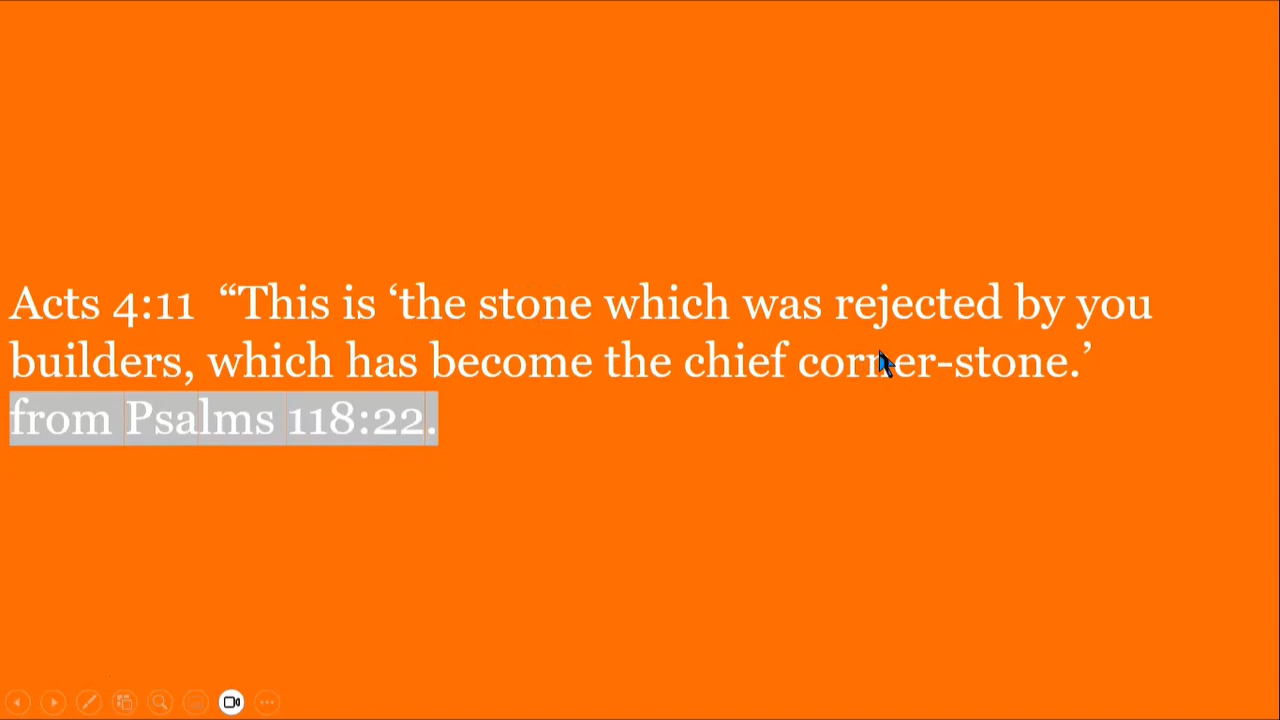 Acts 4:11  “This is ‘the stone which was rejected by you
builders, which has become the chief corner-stone.’
from Psalms 118:22.